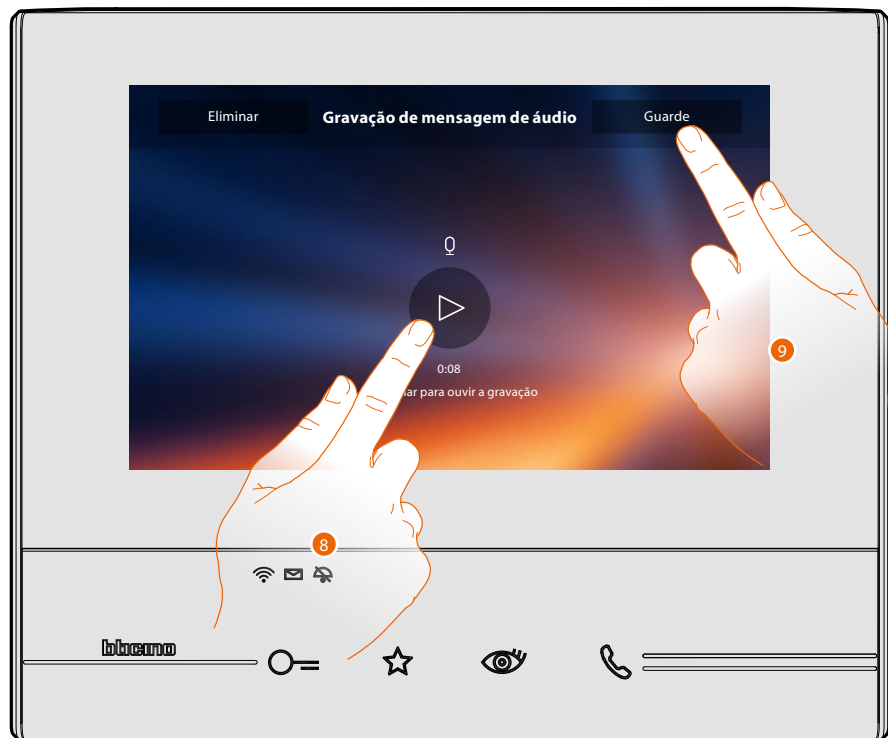 Eliminar
Gravação de mensagem de áudio
Guarde
0:08
para ouvir a gravação
9
8
bticino